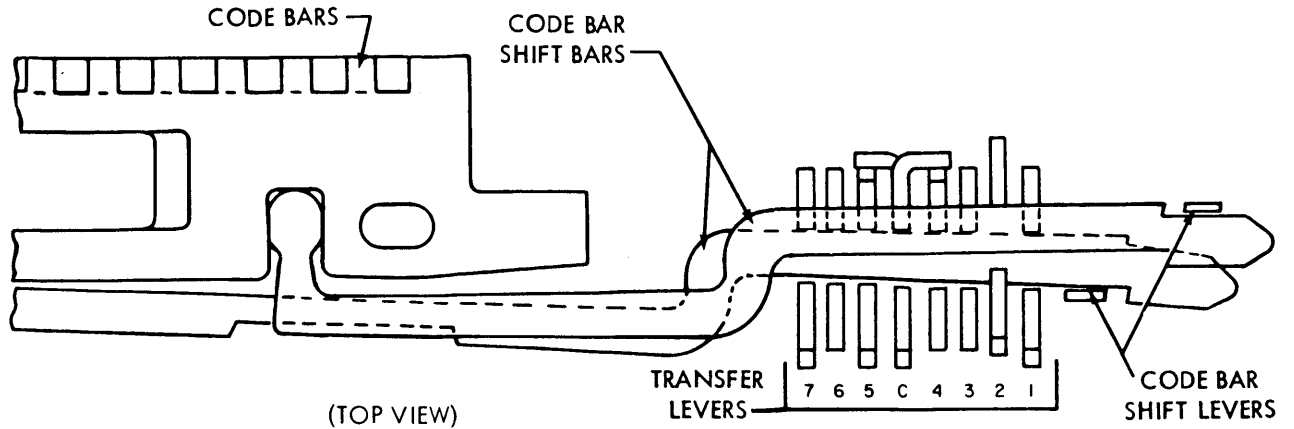 CODE BARS
CODE BAR
SHIFT BARS
TRANSFER
LEVERS
7 6 5 C 4 3 2 1
CODE BAR
SHIFT LEVERS
(TOP VIEW)